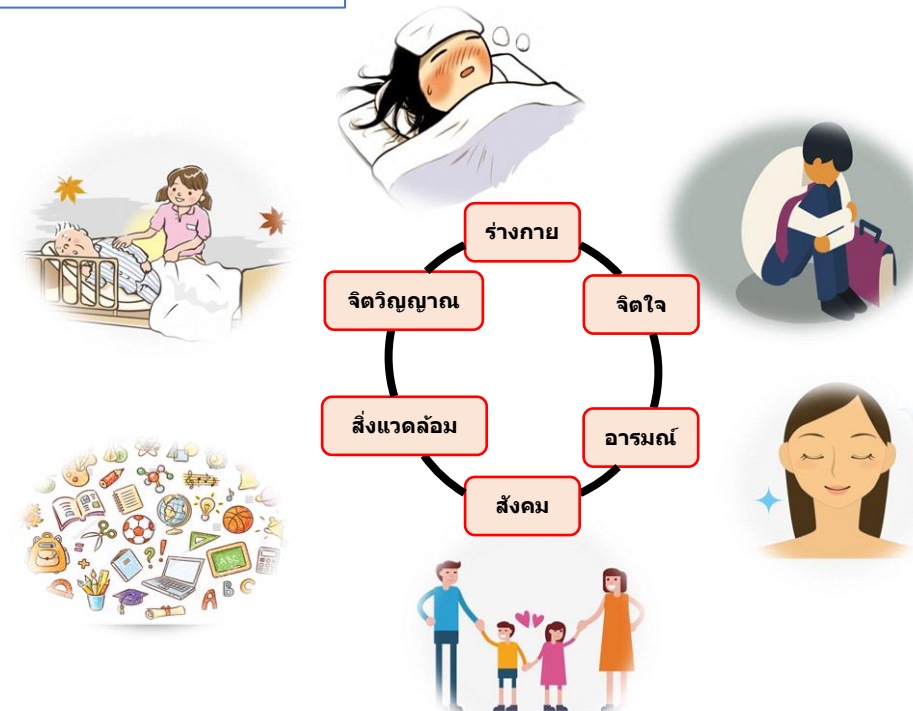 ร่างกาย
จิตวิญญาณ
จิตใจ
สิ่งแวดล้อม
อารมณ์
สังคม
ABC
A B C